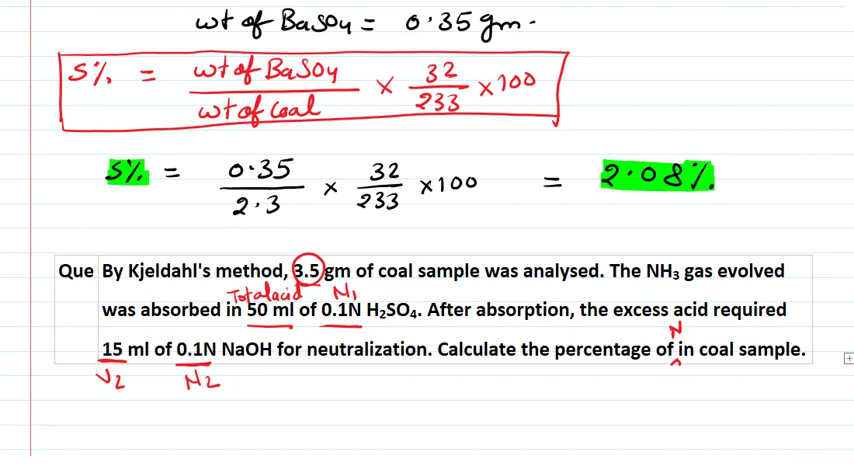 wt of BaSO4 = 0.35 gm.
S% = wt of BaSO4 / wt of Coal × 32 / 233 × 100
S% = 0.35 / 2.3 × 32 / 233 × 100 = 2.08%.
Que By Kjeldahl's method, 3.5 gm of coal sample was analysed. The NH₃ gas evolved
Total acid N1
was absorbed in 50 ml of 0.1N H₂SO₄. After absorption, the excess acid required
N
15 ml of 0.1N NaOH for neutralization. Calculate the percentage of in coal sample.
V2 N2